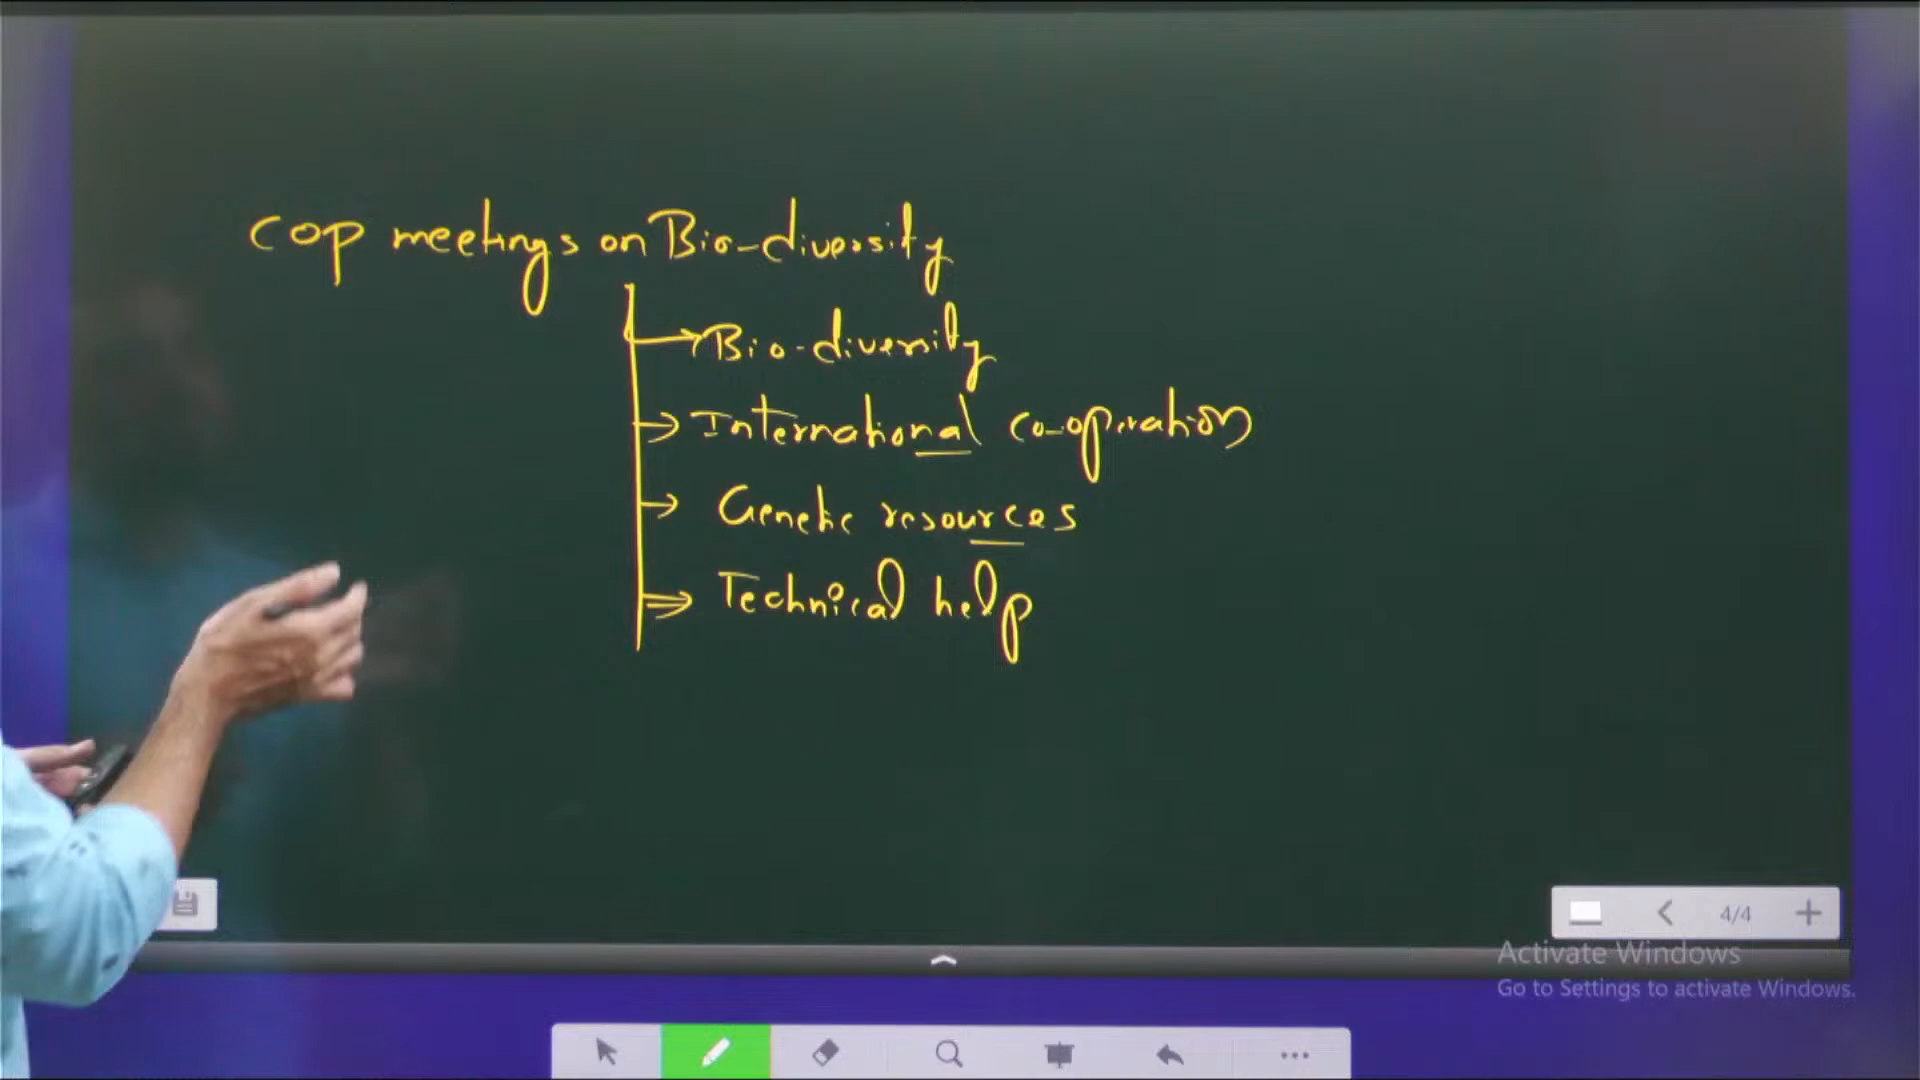 COP meetings on Bio-diversity
Bio-diversity
International co-operation
Genetic resources
Technical help
4/4
Activate Windows
Go to Settings to activate Windows.